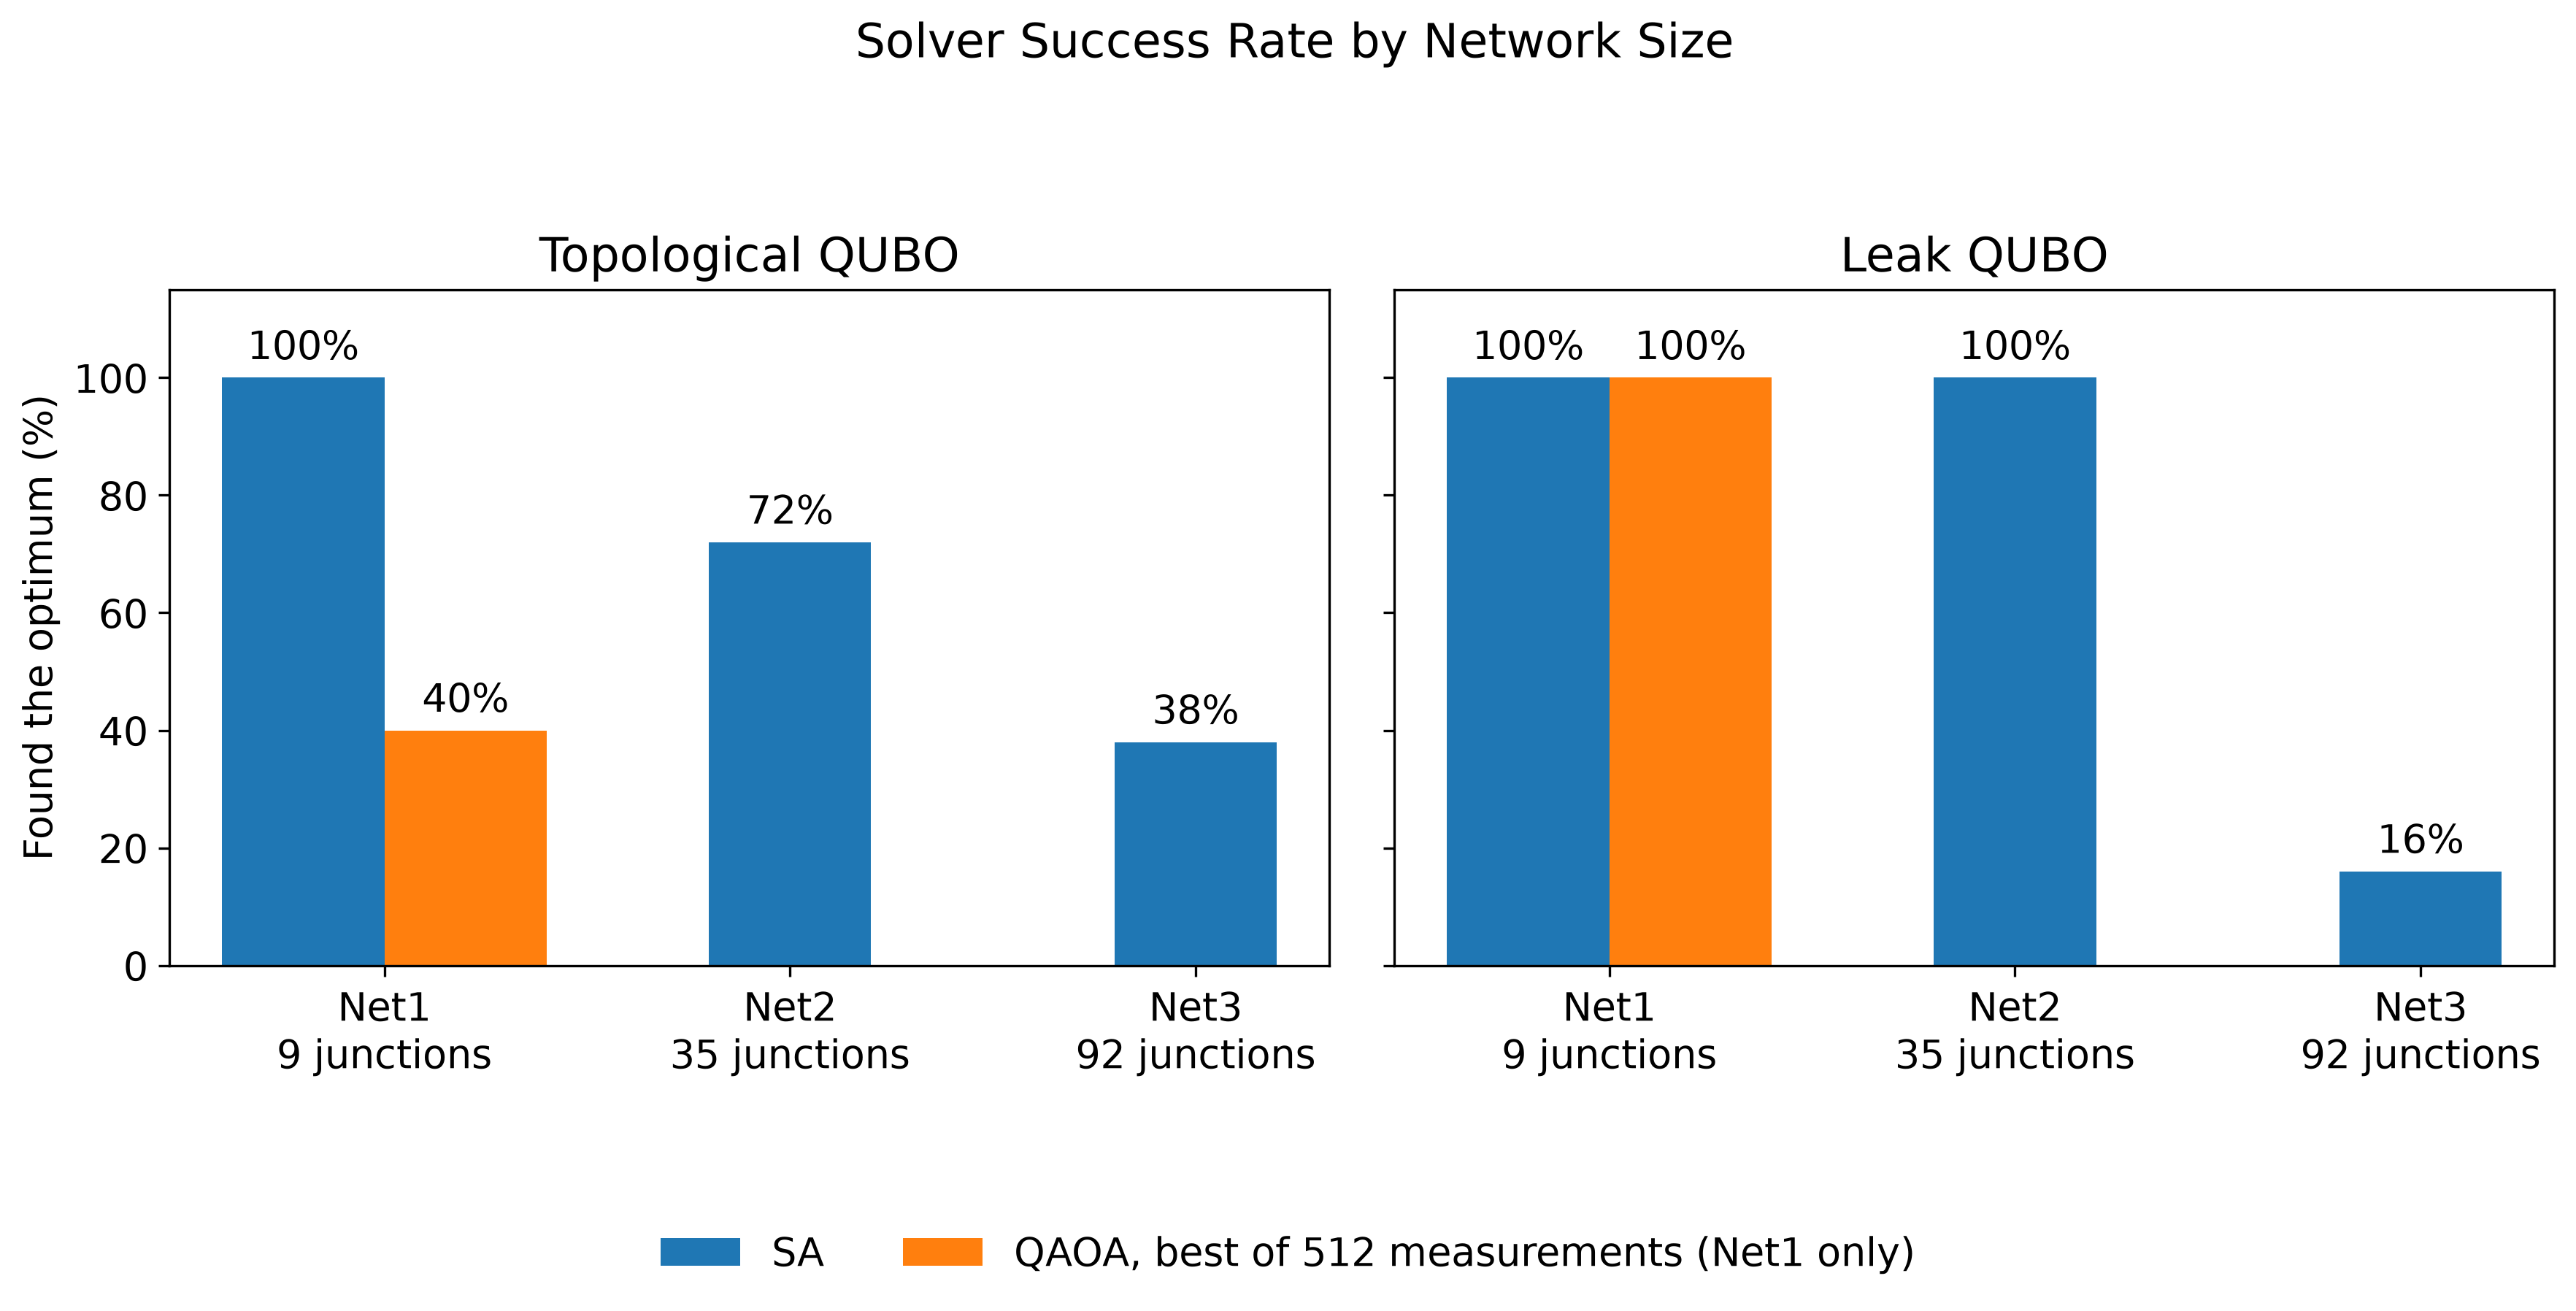 Solver Success Rate by Network Size
Topological QUBO
Found the optimum (%)
100
80
60
40
20
0
100%
40%
72%
38%
Net1
9 junctions
Net2
35 junctions
Net3
92 junctions
Leak QUBO
100%
100%
100%
16%
Net1
9 junctions
Net2
35 junctions
Net3
92 junctions
SA
QAOA, best of 512 measurements (Net1 only)